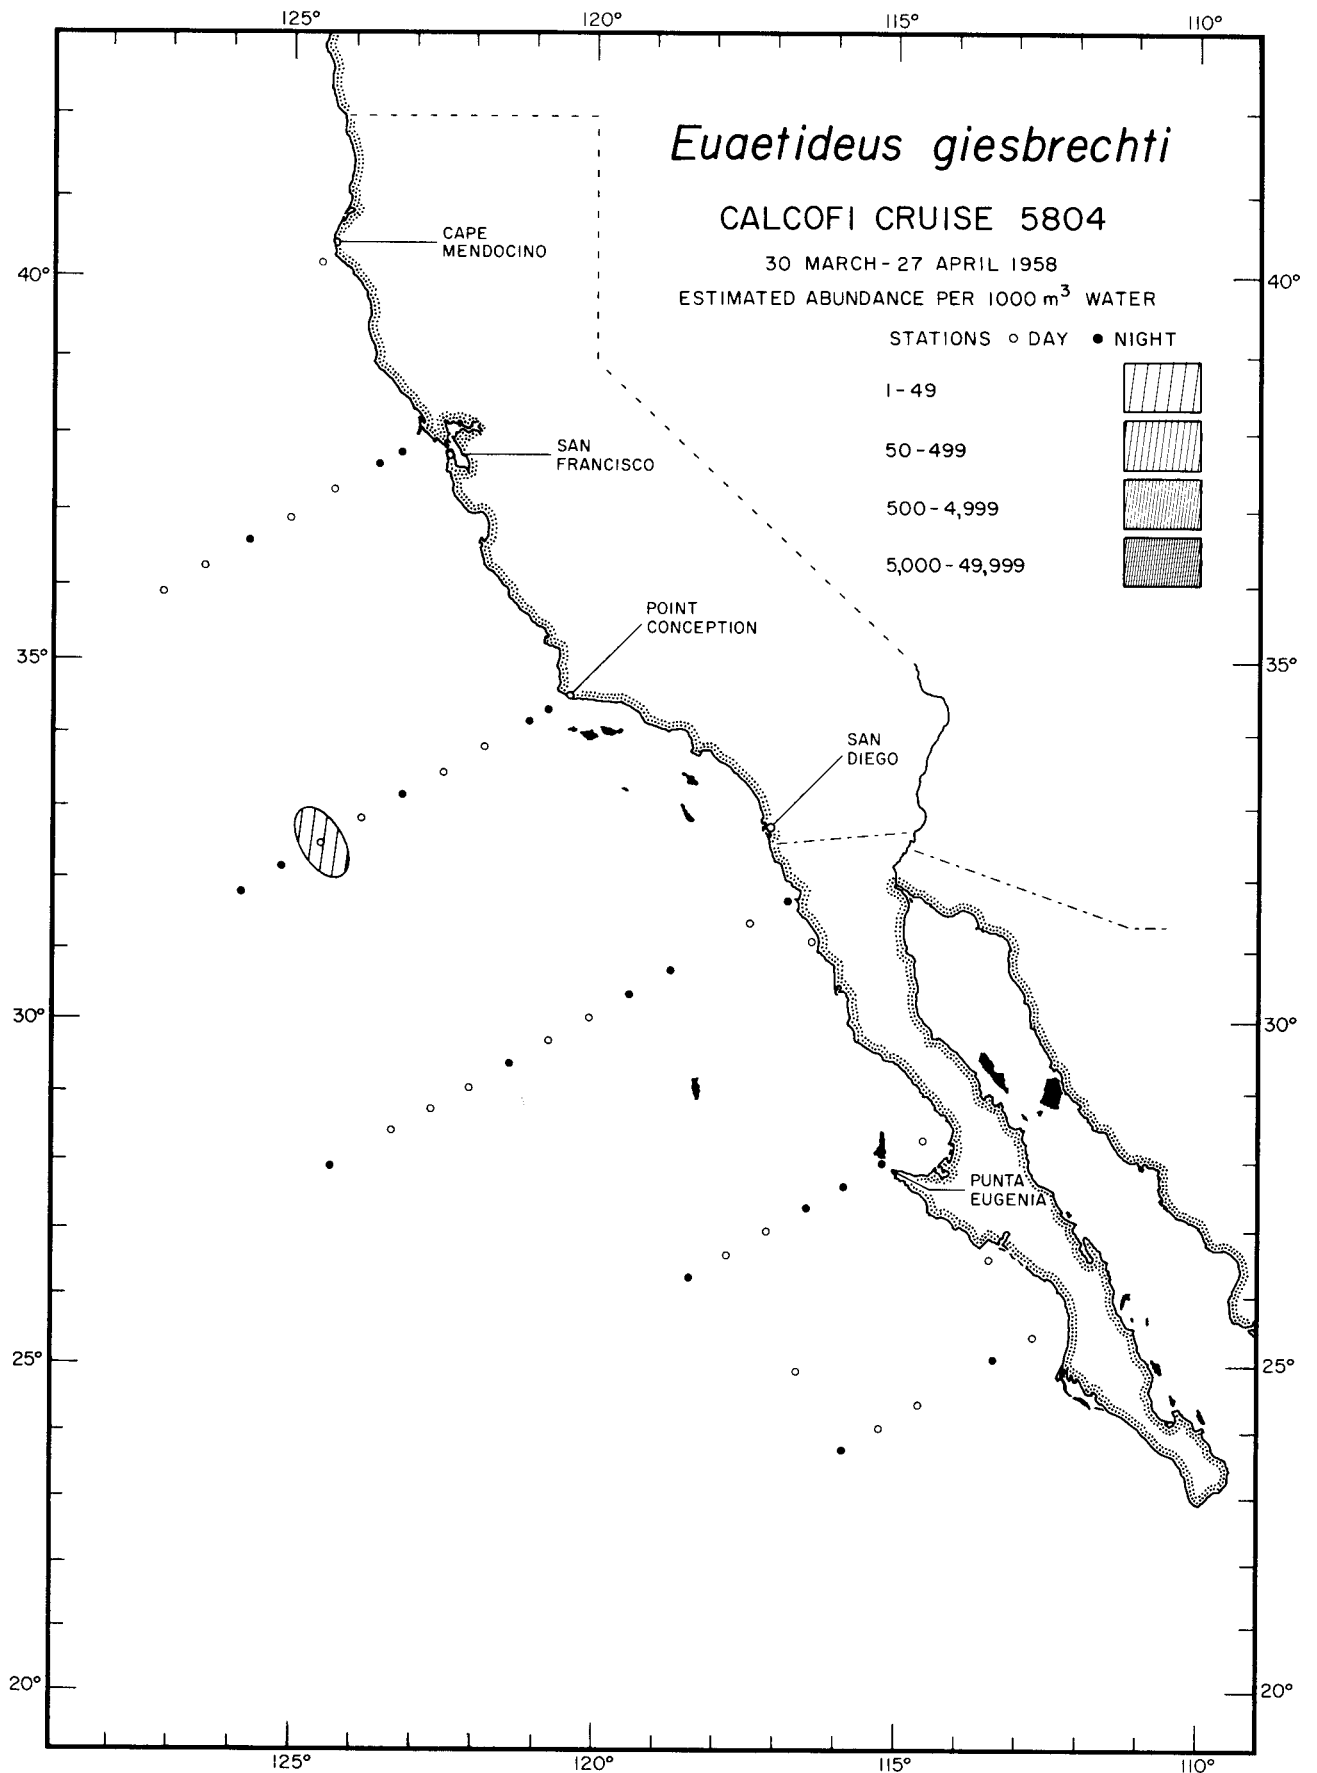 125° 120° 115° 110°
Euaetideus giesbrechti
CALCOFI CRUISE 5804
30 MARCH-27 APRIL 1958
ESTIMATED ABUNDANCE PER 1000 m³ WATER
STATIONS ○ DAY ● NIGHT
1-49
50-499
500-4,999
5,000-49,999
CAPE
MENDOCINO
40° 40°
SAN
FRANCISCO
POINT
CONCEPTION
35° 35°
SAN
DIEGO
30° 30°
PUNTA
EUGENIA
25° 25°
20° 20°
125° 120° 115° 110°